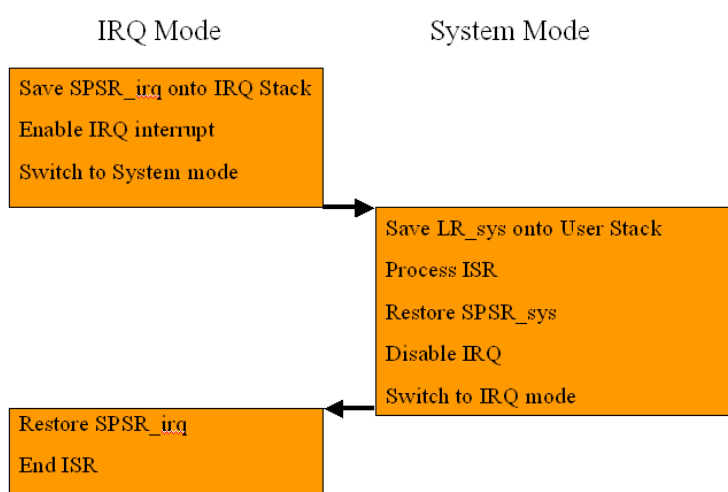 IRQ Mode
System Mode
Save SPSR_irq onto IRQ Stack
Enable IRQ interrupt
Switch to System mode
Save LR_sys onto User Stack
Process ISR
Restore SPSR_sys
Disable IRQ
Switch to IRQ mode
Restore SPSR_irq
End ISR